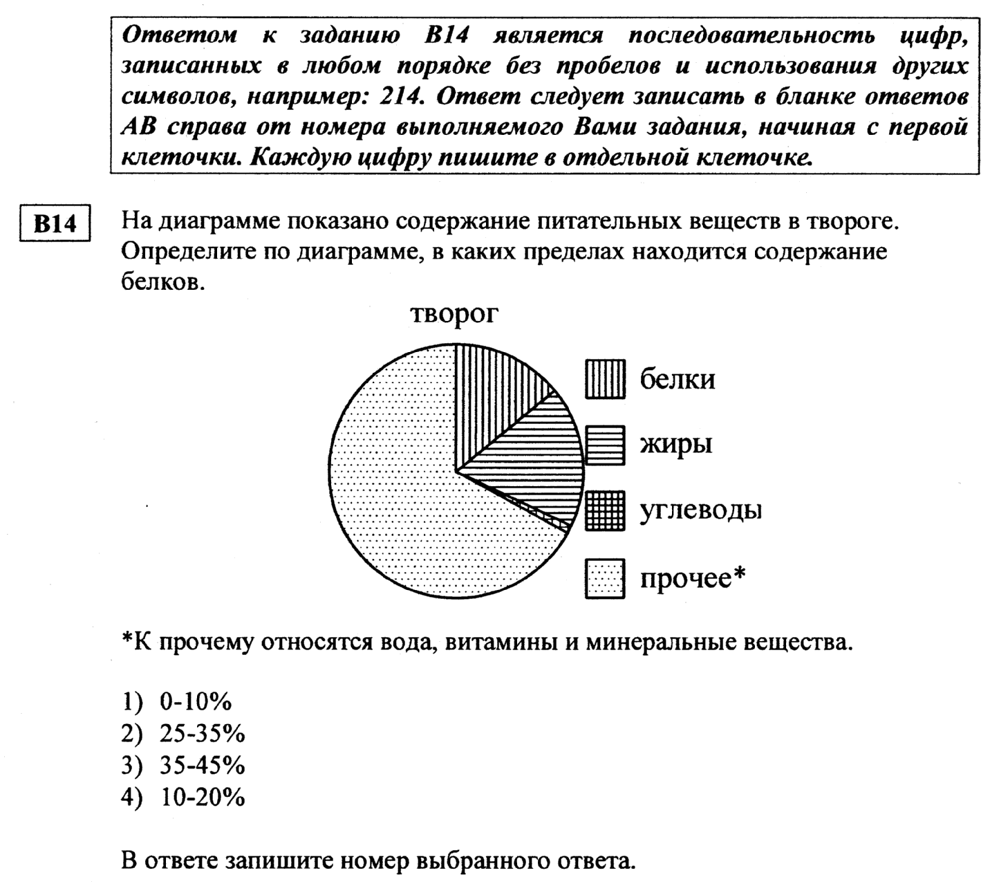 Ответом к заданию В14 является последовательность цифр,
записанных в любом порядке без пробелов и использования других
символов, например: 214. Ответ следует записать в бланке ответов
АВ справа от номера выполняемого Вами задания, начиная с первой
клеточки. Каждую цифру пишите в отдельной клеточке.
В14
На диаграмме показано содержание питательных веществ в твороге.
Определите по диаграмме, в каких пределах находится содержание
белков.
творог
белки
жиры
углеводы
прочее*
*К прочему относятся вода, витамины и минеральные вещества.
1) 0-10%
2) 25-35%
3) 35-45%
4) 10-20%
В ответе запишите номер выбранного ответа.